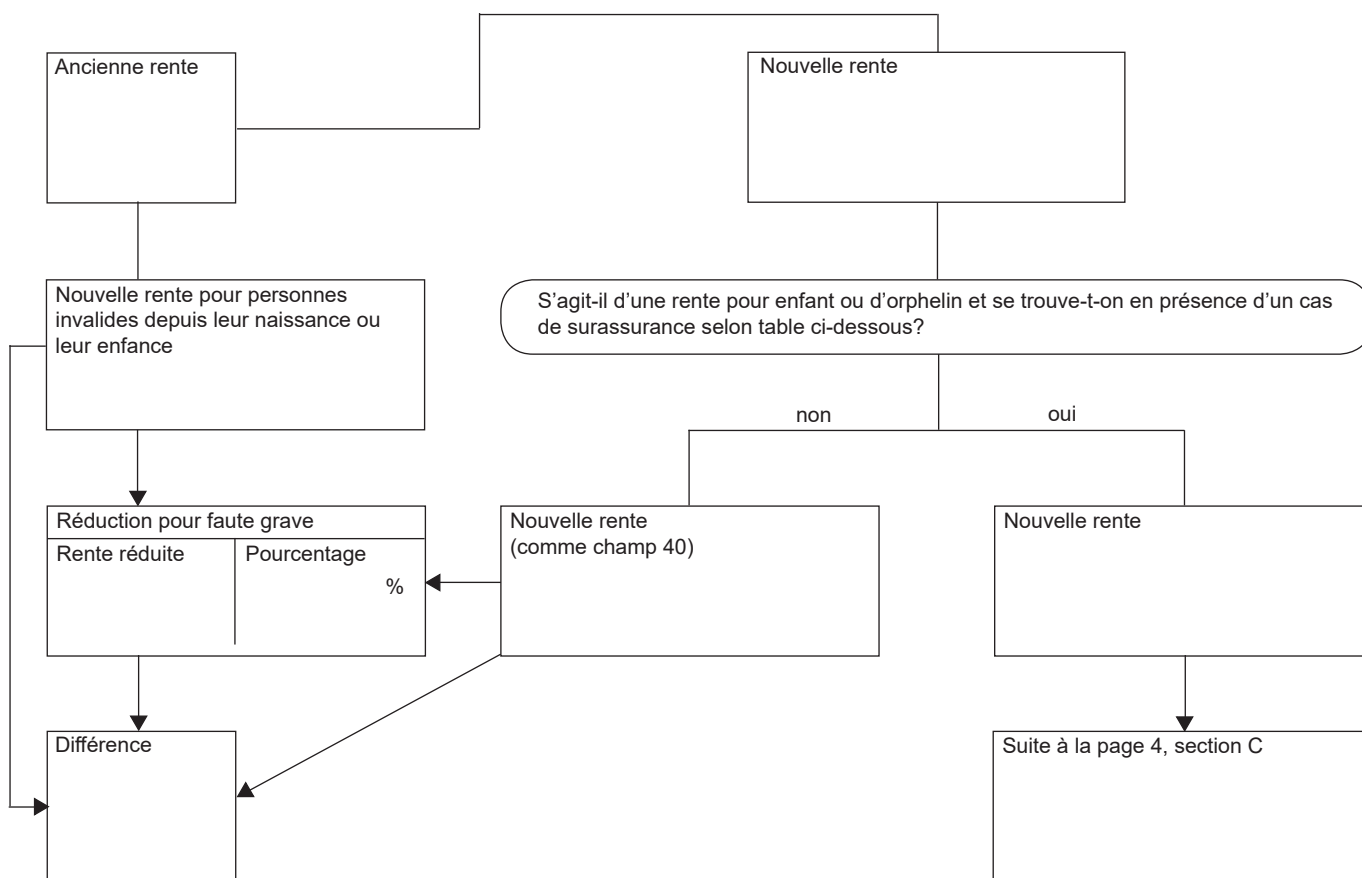 Ancienne rente
Nouvelle rente
Nouvelle rente pour personnes
invalides depuis leur naissance ou
leur enfance
S'agit-il d'une rente pour enfant ou d'orphelin et se trouve-t-on en présence d'un cas
de surassurance selon table ci-dessous?
non
oui
Réduction pour faute grave
Rente réduite
Pourcentage
%
Nouvelle rente
(comme champ 40)
Nouvelle rente
Différence
Suite à la page 4, section C